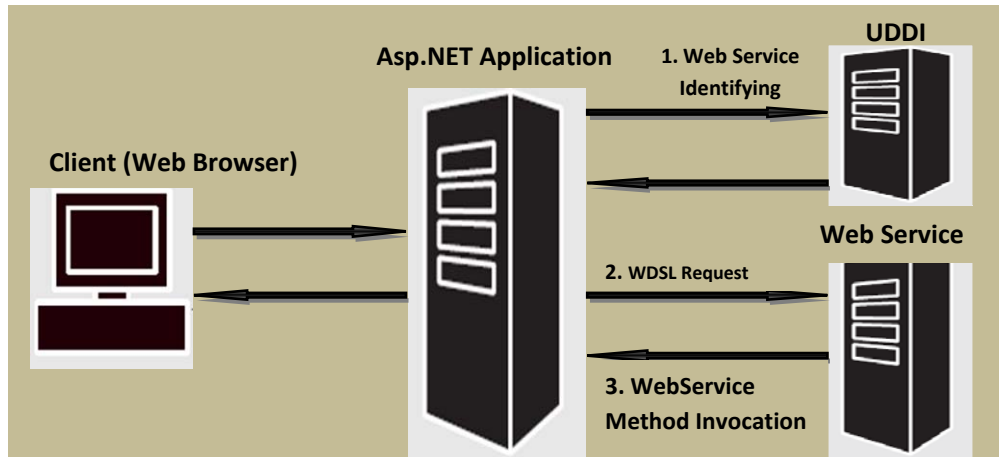 UDDI
Asp.NET Application
1. Web Service
Identifying
Client (Web Browser)
Web Service
2. WDSL Request
3. WebService
Method Invocation